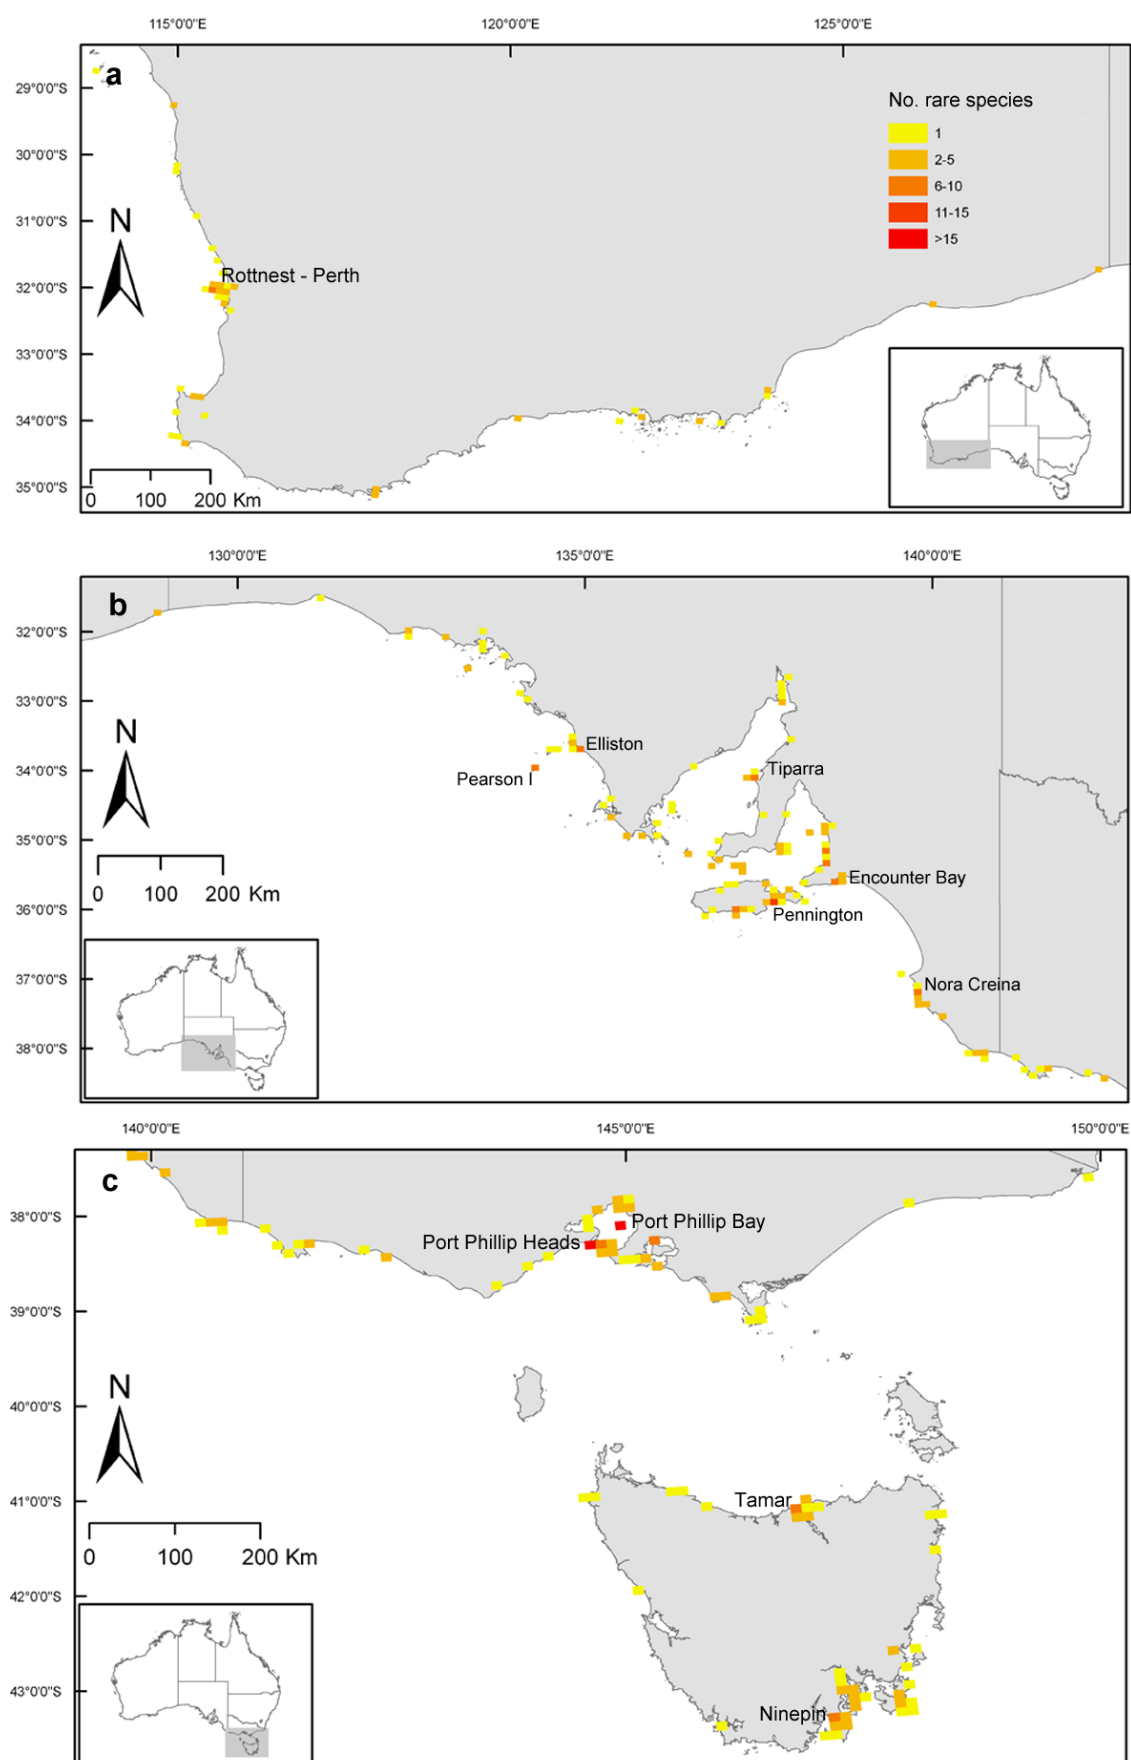 115°0'0"E 120°0'0"E 125°0'0"E
a
29°0'0"S
30°0'0"S
31°0'0"S
32°0'0"S
33°0'0"S
34°0'0"S
35°0'0"S
No. rare species
1
2-5
6-10
11-15
>15
N
Rottnest - Perth
0 100 200 Km
130°0'0"E 135°0'0"E 140°0'0"E
b
32°0'0"S
33°0'0"S
34°0'0"S
35°0'0"S
36°0'0"S
37°0'0"S
38°0'0"S
N
Elliston
Pearson I
Tiparra
Encounter Bay
Pennington
Nora Creina
0 100 200 Km
140°0'0"E 145°0'0"E 150°0'0"E
c
38°0'0"S
39°0'0"S
40°0'0"S
41°0'0"S
42°0'0"S
43°0'0"S
Port Phillip Bay
Port Phillip Heads
N
Tamar
0 100 200 Km
Ninepin